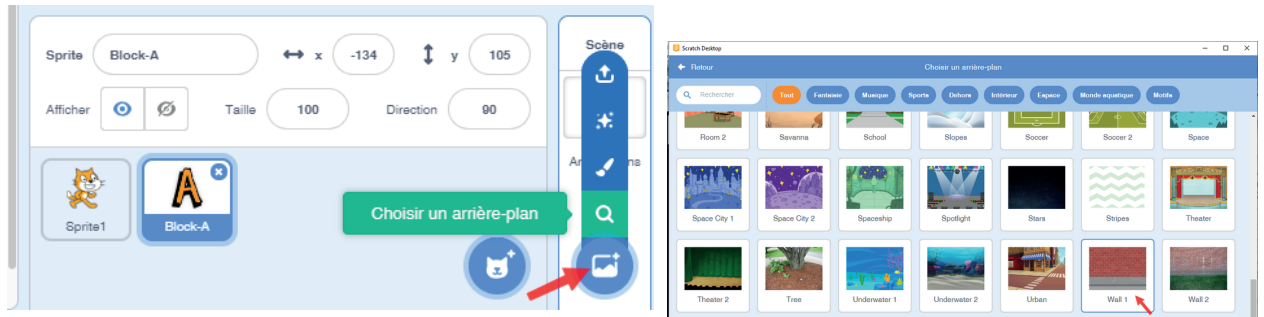 Sprite Block-A x -134 y 105
Afficher Taille 100 Direction 90
Scène
Sprite1 Block-A
Choisir un arrière-plan
Scratch Desktop
Retour Choisir un arrière-plan
Rechercher Tout Fantaisie Musique Sports Dehors Intérieur Espace Monde aquatique Motifs
Room 2 Savanna School Slopes Soccer Soccer 2 Space
Space City 1 Space City 2 Spaceship Spotlight Stars Stripes Theater
Theater 2 Tree Underwater 1 Underwater 2 Urban Wall 1 Wall 2